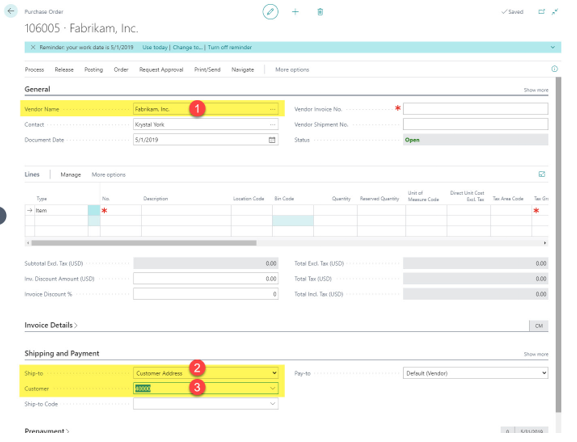 Purchase Order
Saved
106005 · Fabrikam, Inc.
Reminder: your work date is 5/1/2019 Use today | Change to... | Turn off reminder
Process Release Posting Order Request Approval Print/Send Navigate More options
General
Show more
Vendor Name Fabrikam, Inc. 1 Vendor Invoice No. *
Contact Krystal York Vendor Shipment No.
Document Date 5/1/2019 Status Open
Lines Manage More options
Type No. Description Location Code Bin Code Quantity Reserved Quantity Unit of Measure Code Direct Unit Cost Excl. Tax Tax Area Code Tax Gro
Item * *
Subtotal Excl. Tax (USD) 0.00 Total Excl. Tax (USD) 0.00
Inv. Discount Amount (USD) 0.00 Total Tax (USD) 0.00
Invoice Discount % 0 Total Incl. Tax (USD) 0.00
Invoice Details CM
Shipping and Payment
Show more
Ship-to Customer Address 2 Pay-to Default (Vendor)
Customer 40000 3
Ship-to Code
Prepayment 0 5/31/2019